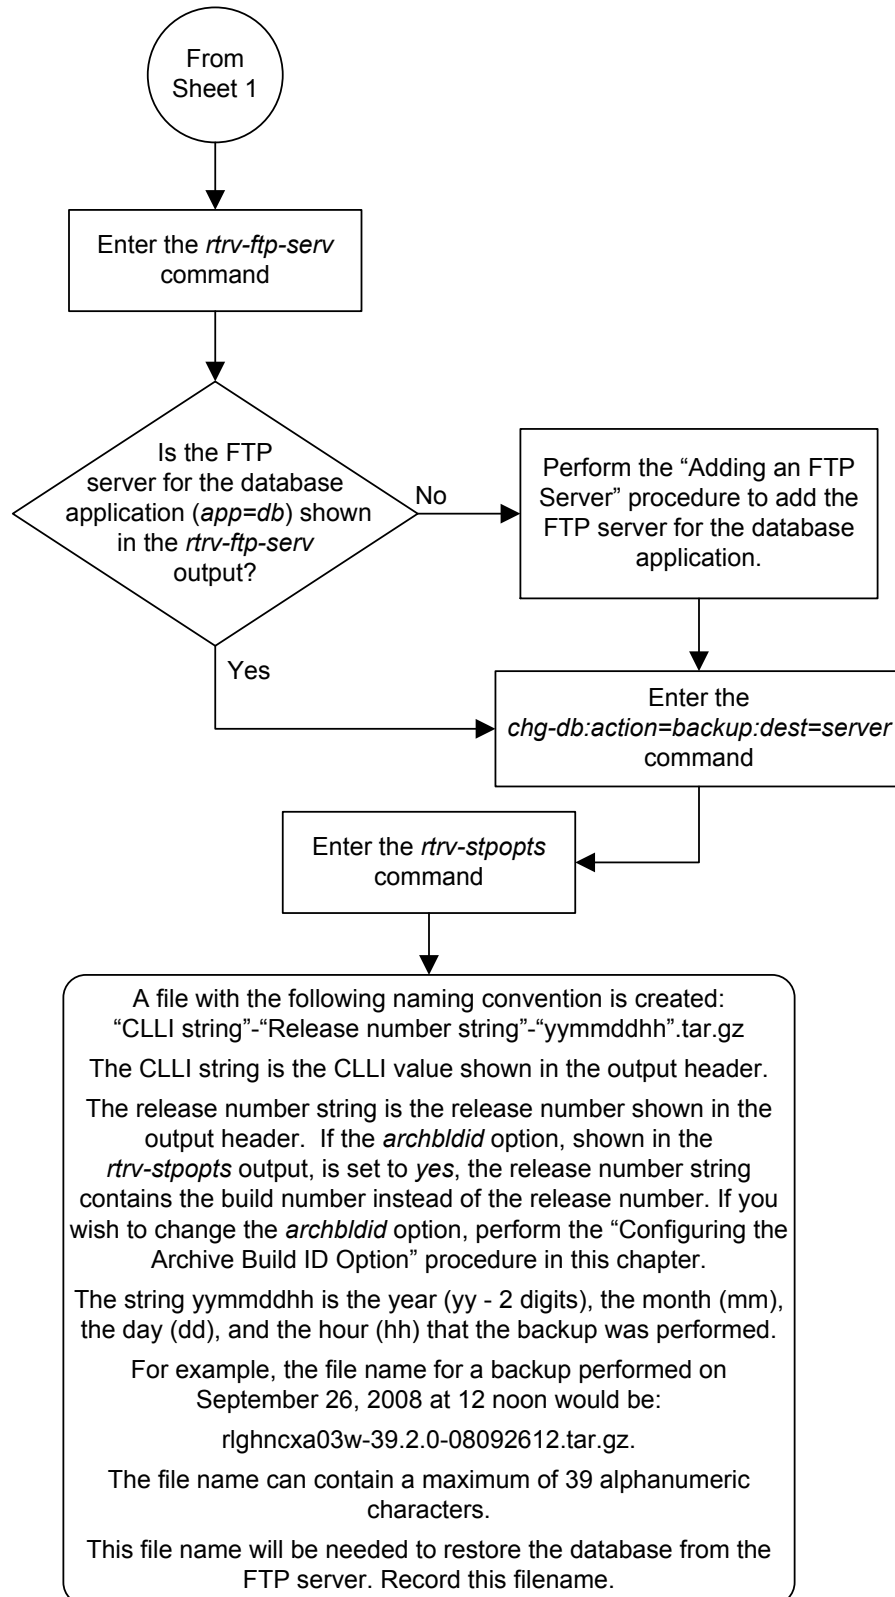 From
Sheet 1
Enter the rtrv-ftp-serv
command
Is the FTP
server for the database
application (app=db) shown
in the rtrv-ftp-serv
output?
No
Perform the “Adding an FTP
Server” procedure to add the
FTP server for the database
application.
Yes
Enter the
chg-db:action=backup:dest=server
command
Enter the rtrv-stpopts
command
A file with the following naming convention is created:
“CLLI string”-“Release number string”-“yymmddhh”.tar.gz
The CLLI string is the CLLI value shown in the output header.
The release number string is the release number shown in the
output header.  If the archbldid option, shown in the
rtrv-stpopts output, is set to yes, the release number string
contains the build number instead of the release number. If you
wish to change the archbldid option, perform the “Configuring the
Archive Build ID Option” procedure in this chapter.
The string yymmddhh is the year (yy - 2 digits), the month (mm),
the day (dd), and the hour (hh) that the backup was performed.
For example, the file name for a backup performed on
September 26, 2008 at 12 noon would be:
rlghncxa03w-39.2.0-08092612.tar.gz.
The file name can contain a maximum of 39 alphanumeric
characters.
This file name will be needed to restore the database from the
FTP server. Record this filename.